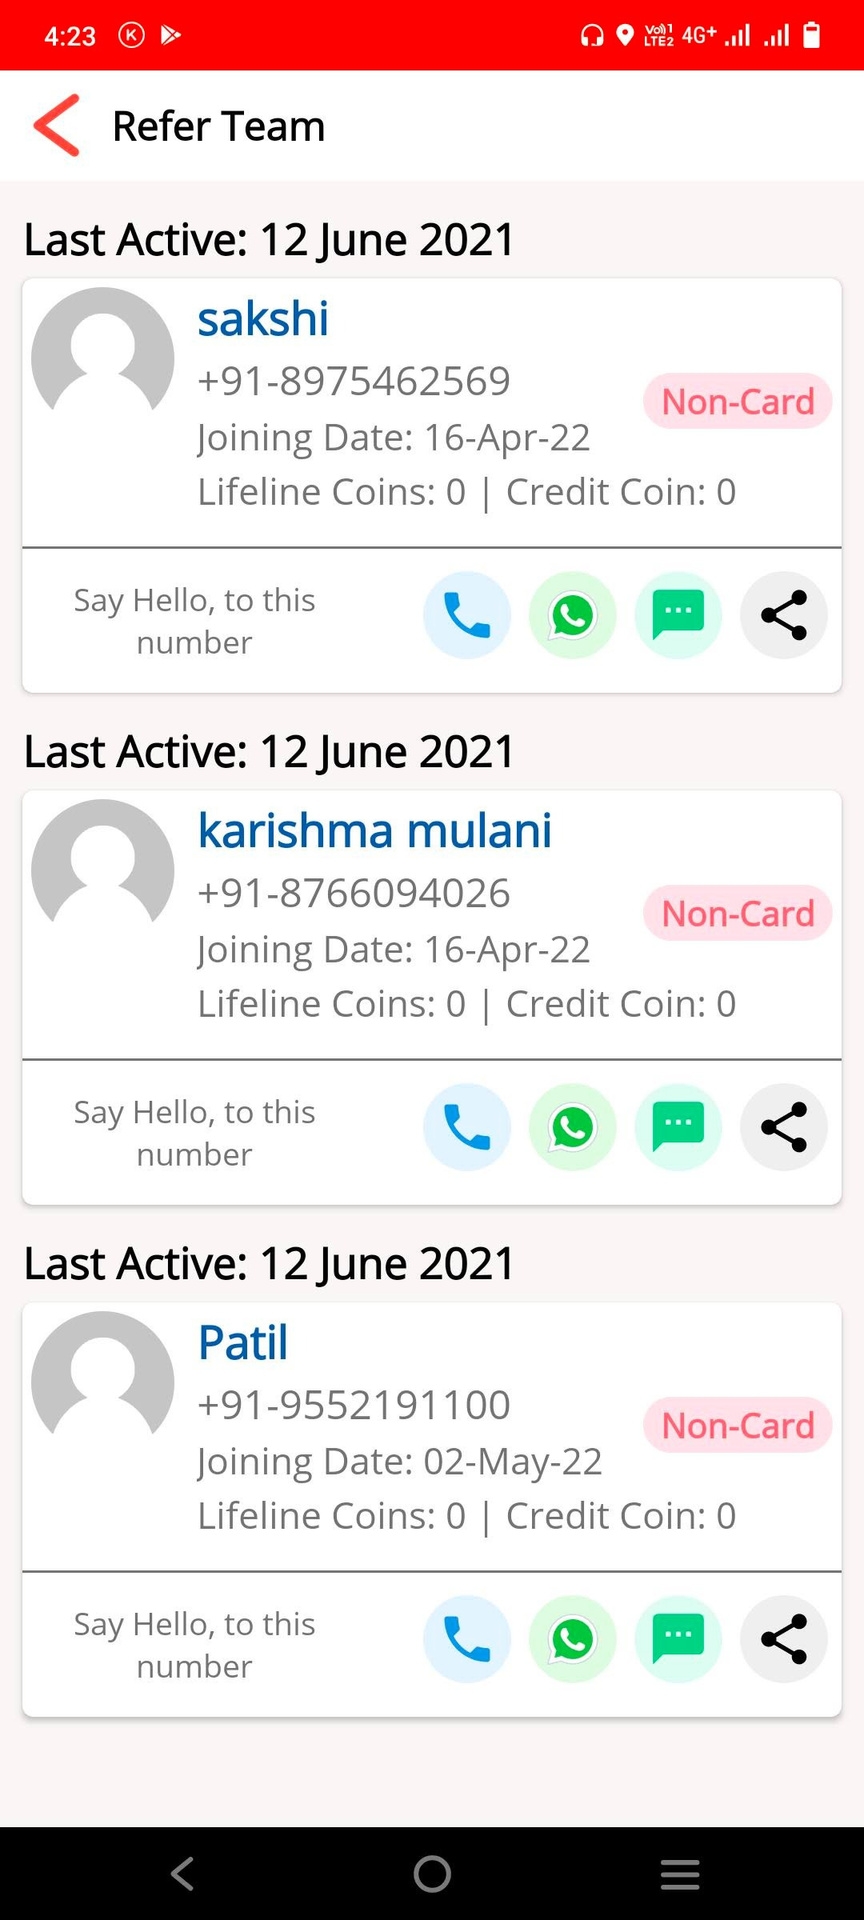 4:23 K Vo)) 1 LTE2 4G+
Refer Team
Last Active: 12 June 2021
sakshi
+91-8975462569
Non-Card
Joining Date: 16-Apr-22
Lifeline Coins: 0 | Credit Coin: 0
Say Hello, to this
number
Last Active: 12 June 2021
karishma mulani
+91-8766094026
Non-Card
Joining Date: 16-Apr-22
Lifeline Coins: 0 | Credit Coin: 0
Say Hello, to this
number
Last Active: 12 June 2021
Patil
+91-9552191100
Non-Card
Joining Date: 02-May-22
Lifeline Coins: 0 | Credit Coin: 0
Say Hello, to this
number